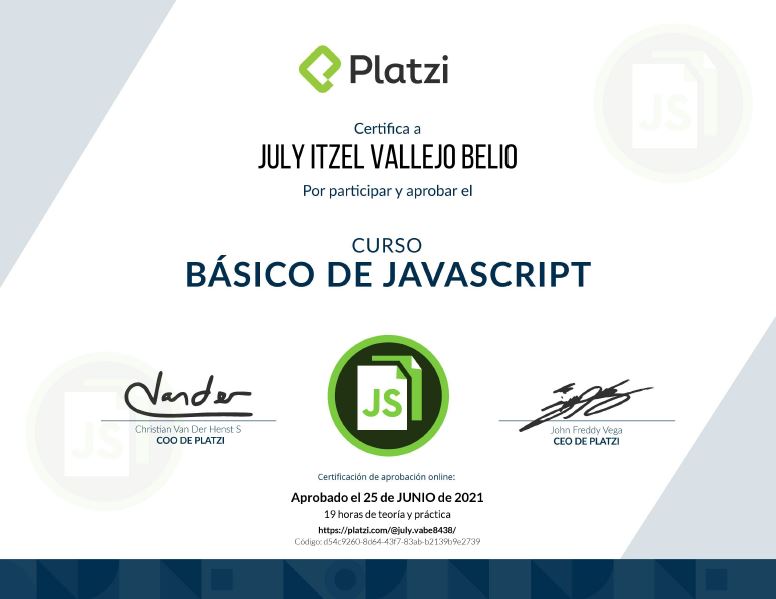 Platzi
JS
Certifica a
JULY ITZEL VALLEJO BELIO
Por participar y aprobar el
CURSO
BÁSICO DE JAVASCRIPT
Vander
JS
JS
Christian Van Der Henst S
COO DE PLATZI
John Freddy Vega
CEO DE PLATZI
Certificación de aprobación online:
Aprobado el 25 de JUNIO de 2021
19 horas de teoría y práctica
https://platzi.com/@july.vabe8438/
Código: d54c9260-8d64-43f7-83ab-b2139b9e2739